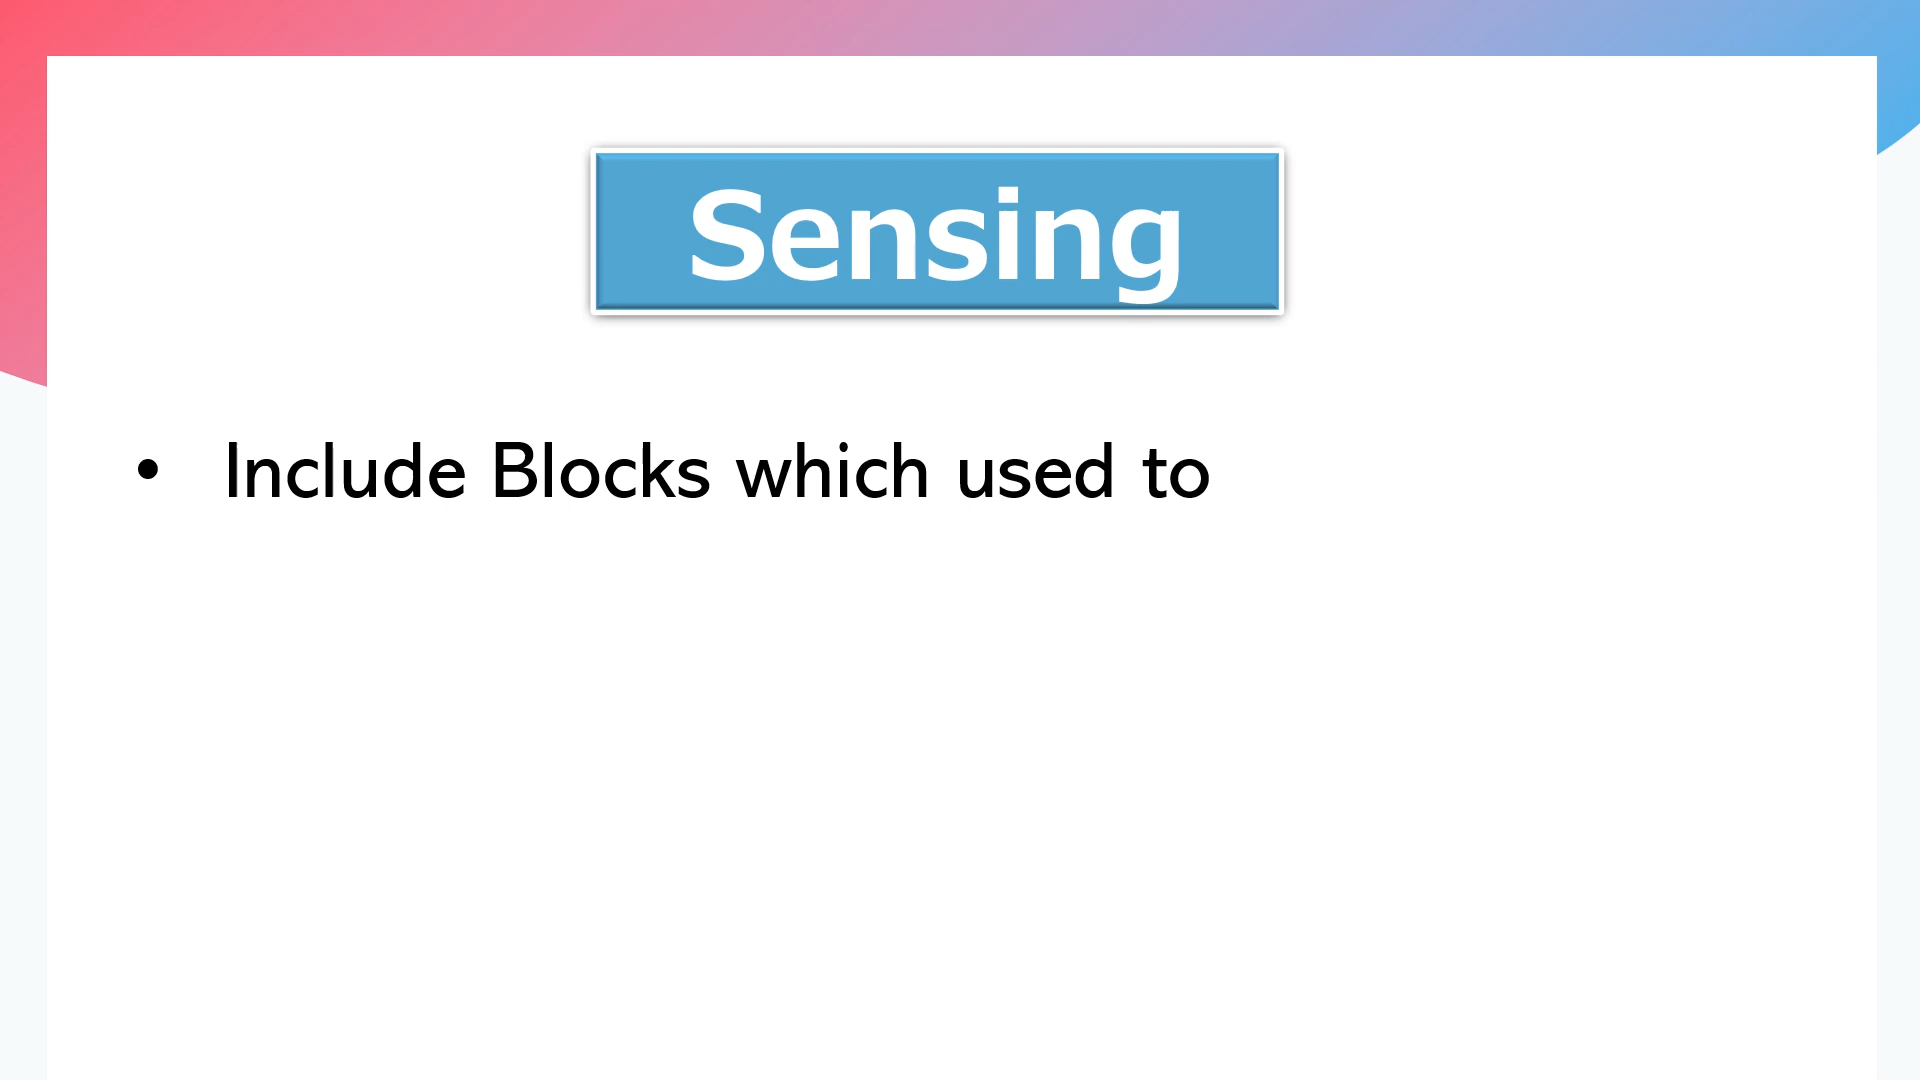 Sensing
• Include Blocks which used to